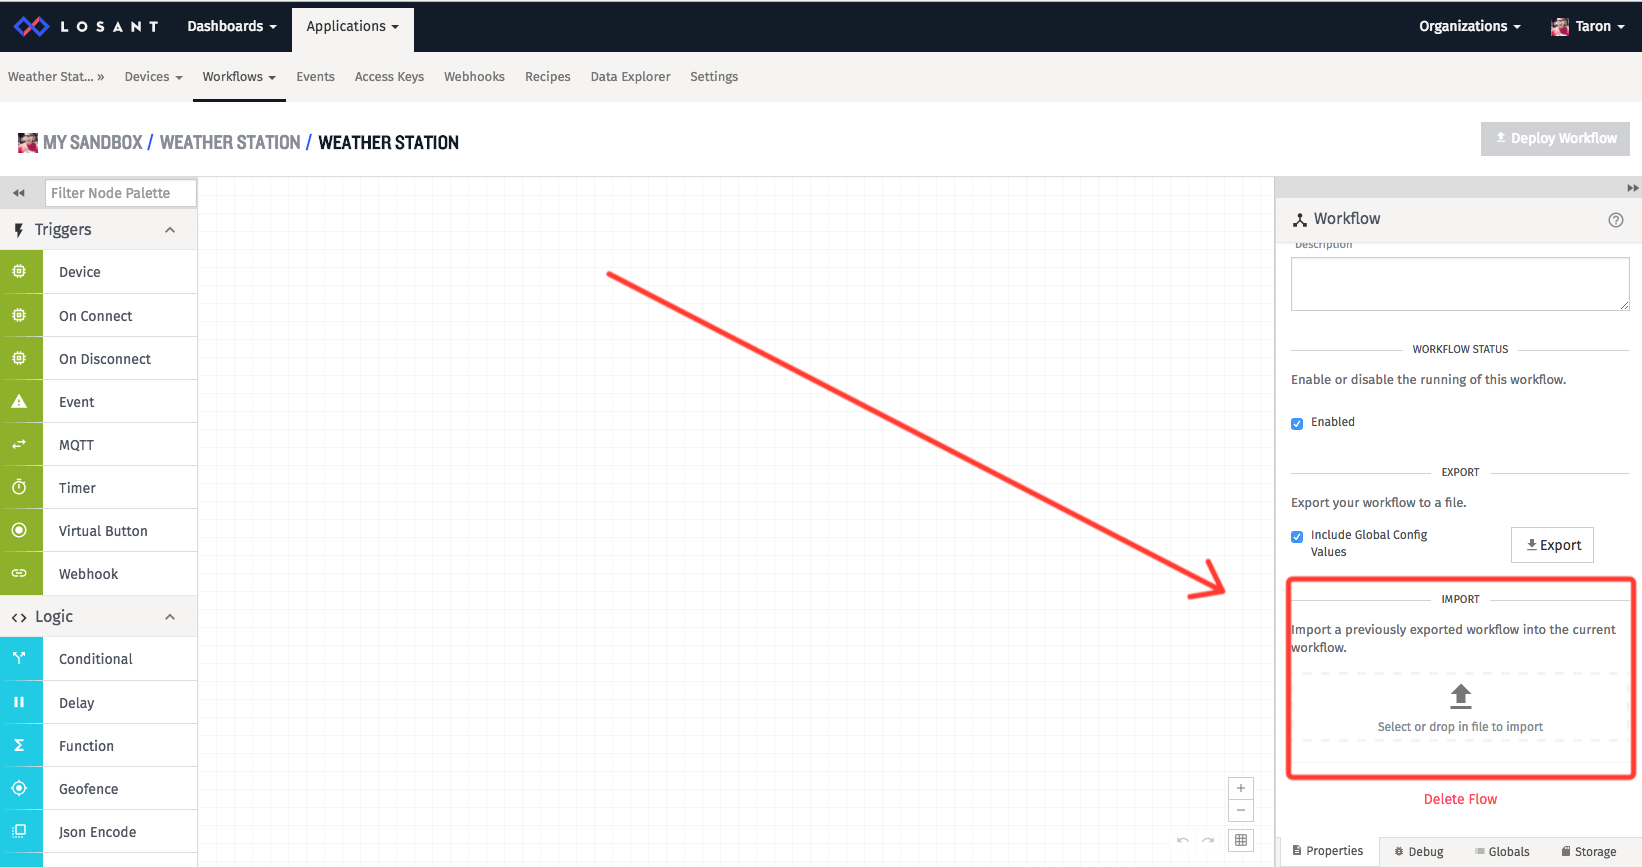 LOSANT
Dashboards
Applications
Organizations
Taron
Weather Stat... »
Devices
Workflows
Events
Access Keys
Webhooks
Recipes
Data Explorer
Settings
MY SANDBOX / WEATHER STATION / WEATHER STATION
Deploy Workflow
Filter Node Palette
Triggers
Device
On Connect
On Disconnect
Event
MQTT
Timer
Virtual Button
Webhook
Logic
Conditional
Delay
Function
Geofence
Json Encode
Workflow
Description
WORKFLOW STATUS
Enable or disable the running of this workflow.
Enabled
EXPORT
Export your workflow to a file.
Include Global Config
Values
Export
IMPORT
Import a previously exported workflow into the current
workflow.
Select or drop in file to import
Delete Flow
Properties
Debug
Globals
Storage